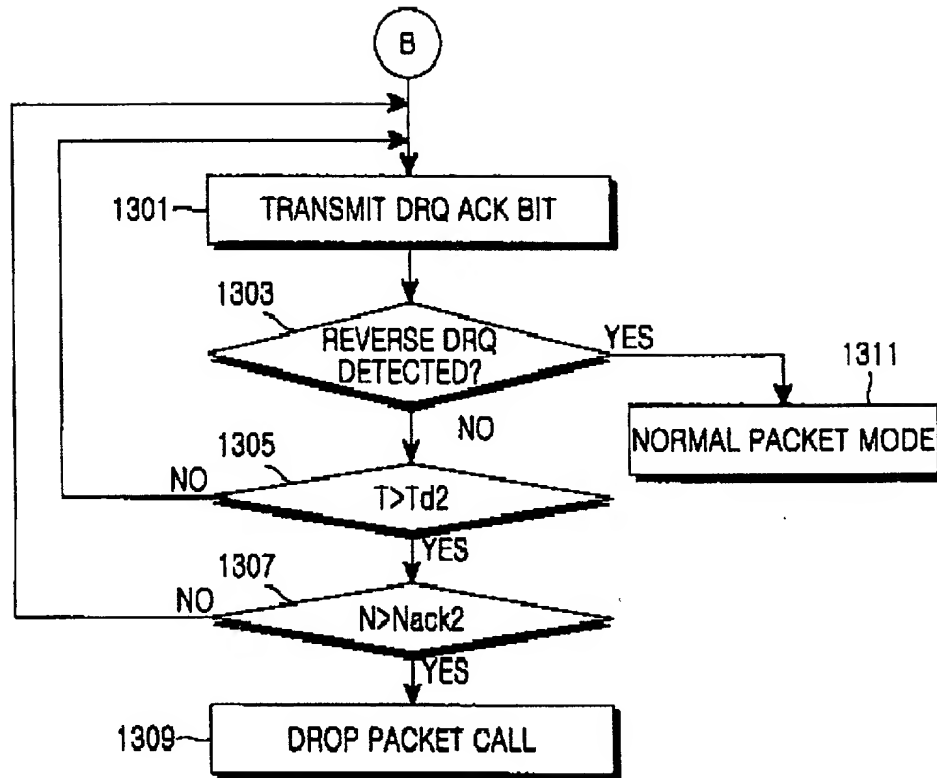 B
1301
TRANSMIT DRQ ACK BIT
1303
REVERSE DRQ
DETECTED?
YES
1311
NORMAL PACKET MODE
NO
1305
NO
T>Td2
YES
1307
NO
N>Nack2
YES
1309
DROP PACKET CALL